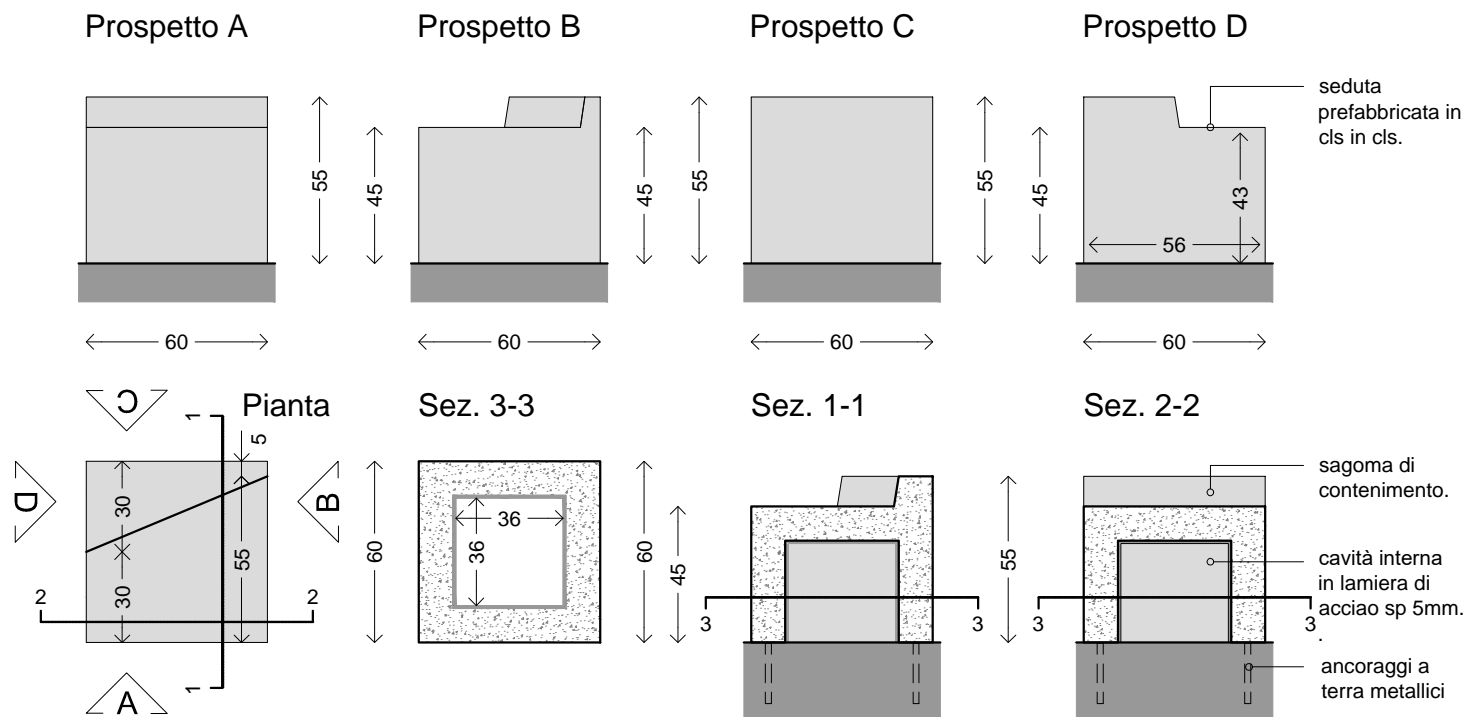 Prospetto A
Prospetto B
Prospetto C
Prospetto D
55
45
60
45
55
60
55
45
60
43
56
60
seduta
prefabbricata in
cls in cls.
Pianta
Sez. 3-3
Sez. 1-1
Sez. 2-2
C
D
B
A
1
1
2
2
5
30
30
55
60
36
36
60
45
3
3
55
3
3
sagoma di
contenimento.
cavità interna
in lamiera di
acciao sp 5mm.
.
ancoraggi a
terra metallici